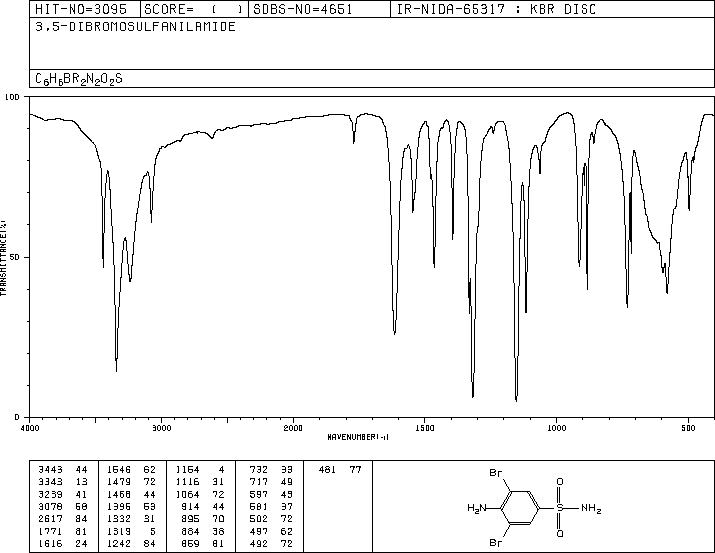 HIT-NO=3095 SCORE= ( ) SDBS-NO=4651 IR-NIDA-65317 : KBR DISC
3,5-DIBROMOSULFANILAMIDE
C6H6BR2N2O2S
100
50
0
TRANSMITTANCE(%)
4000 3000 2000 1500 1000 500
WAVENUMBER(-1)
3443 44 1546 62 1154 4 732 33 481 77
3343 13 1479 72 1116 31 717 49
3239 41 1468 44 1064 72 597 43
3078 60 1396 53 914 44 581 37
2617 84 1332 31 895 70 502 72
1771 81 1319 5 884 38 497 62
1616 24 1242 84 859 81 492 72
Br
O
H2N S NH2
O
Br